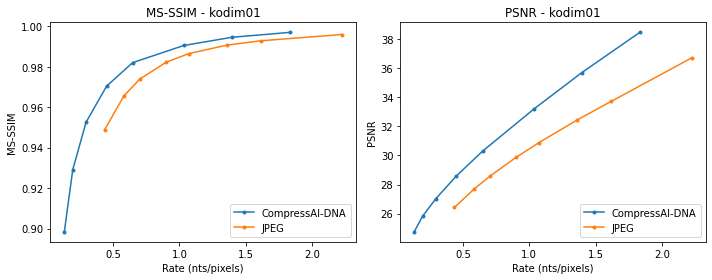 MS-SSIM - kodim01
MS-SSIM
1.00
0.98
0.96
0.94
0.92
0.90
0.5
1.0
1.5
2.0
Rate (nts/pixels)
CompressAI-DNA
JPEG
PSNR - kodim01
PSNR
38
36
34
32
30
28
26
0.5
1.0
1.5
2.0
Rate (nts/pixels)
CompressAI-DNA
JPEG